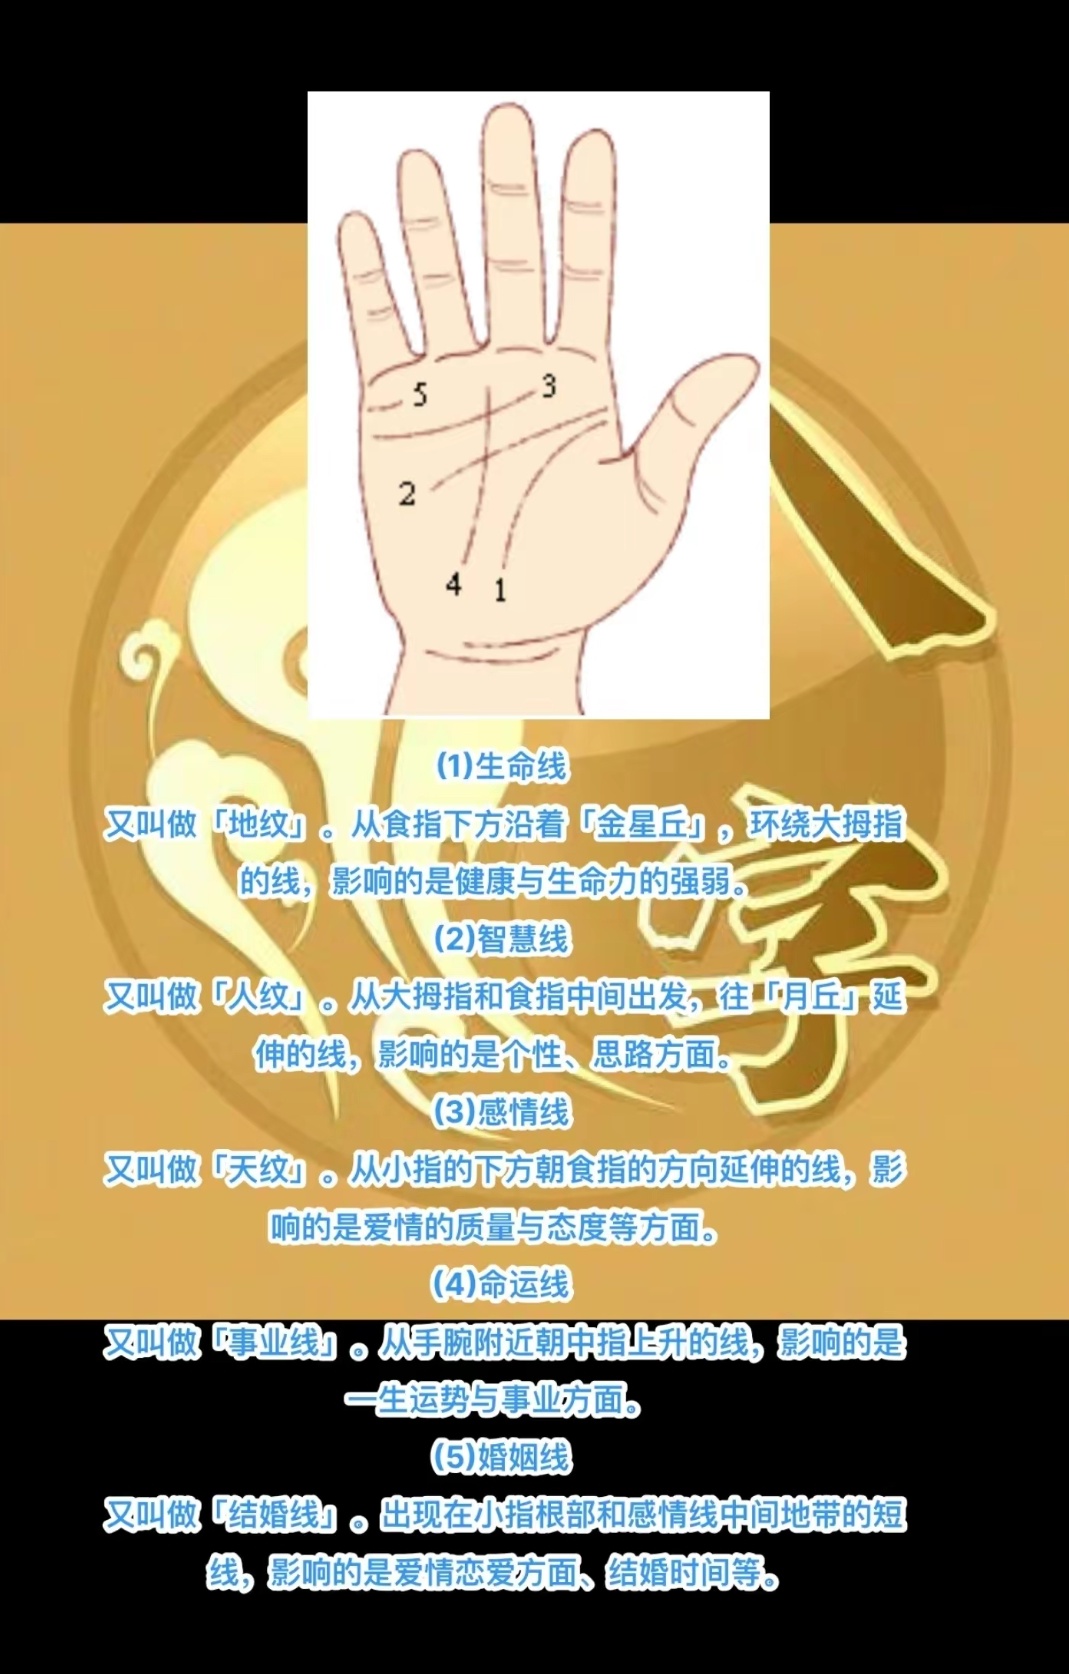 5
3
2
4
1
(1)生命线
又叫做「地纹」。从食指下方沿着「金星丘」，环绕大拇指
的线，影响的是健康与生命力的强弱。
(2)智慧线
又叫做「人纹」。从大拇指和食指中间出发，往「月丘」延
伸的线，影响的是个性、思路方面。
(3)感情线
又叫做「天纹」。从小指的下方朝食指的方向延伸的线，影
响的是爱情的质量与态度等方面。
(4)命运线
又叫做「事业线」。从手腕附近朝中指上升的线，影响的是
一生运势与事业方面。
(5)婚姻线
又叫做「结婚线」。出现在小指根部和感情线中间地带的短
线，影响的是爱情恋爱方面、结婚时间等。